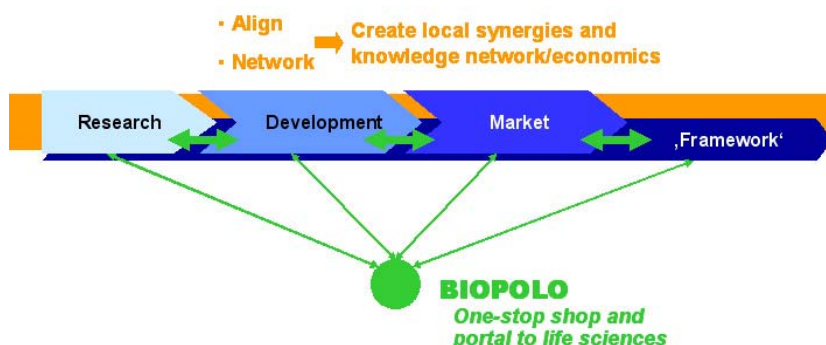 · Align
· Network
Create local synergies and
knowledge network/economics
Research
Development
Market
‚Framework‘
BIOPOLO
One-stop shop and
portal to life sciences